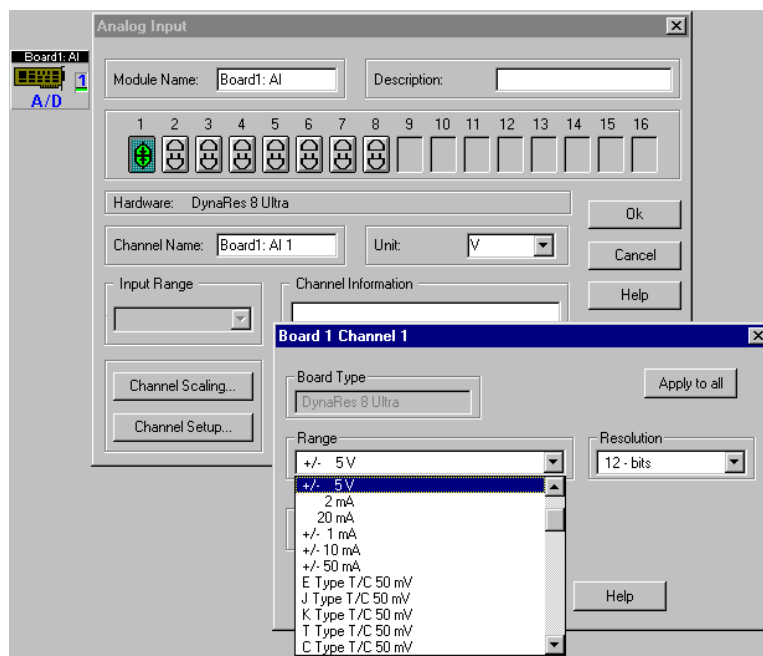 Analog Input
Board1: AI
1
A/D
Module Name: Board1: AI Description:
1 2 3 4 5 6 7 8 9 10 11 12 13 14 15 16
Hardware: DynaRes 8 Ultra
Ok
Channel Name: Board1: AI 1 Unit: V
Cancel
Input Range Channel Information
Help
Board 1 Channel 1
Channel Scaling...
Channel Setup...
Board Type
DynaRes 8 Ultra
Apply to all
Range
+/- 5 V
Resolution
12 - bits
+/- 5 V
2 mA
20 mA
+/- 1 mA
+/- 10 mA
+/- 50 mA
E Type T/C 50 mV
J Type T/C 50 mV
K Type T/C 50 mV
T Type T/C 50 mV
C Type T/C 50 mV
Help